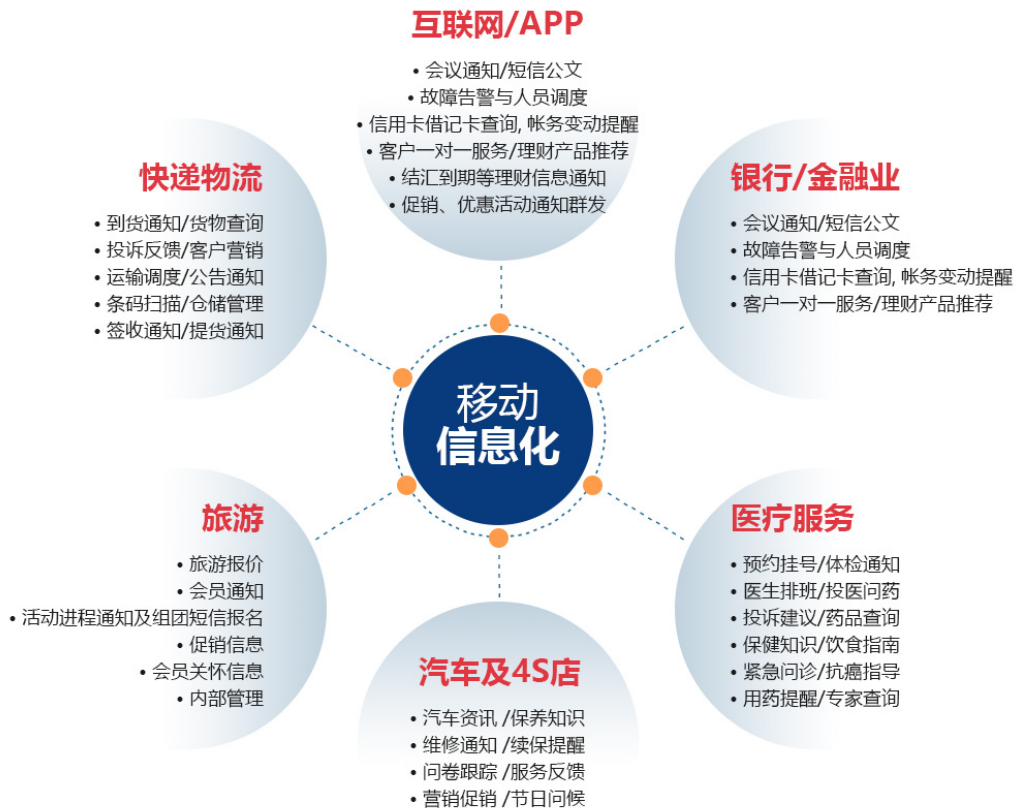 互联网/APP
• 会议通知/短信公文
• 故障告警与人员调度
• 信用卡借记卡查询, 帐务变动提醒
• 客户一对一服务/理财产品推荐
• 结汇到期等理财信息通知
• 促销、优惠活动通知群发
快递物流
• 到货通知/货物查询
• 投诉反馈/客户营销
• 运输调度/公告通知
• 条码扫描/仓储管理
• 签收通知/提货通知
银行/金融业
• 会议通知/短信公文
• 故障告警与人员调度
• 信用卡借记卡查询, 帐务变动提醒
• 客户一对一服务/理财产品推荐
移动
信息化
旅游
• 旅游报价
• 会员通知
• 活动进程通知及组团短信报名
• 促销信息
• 会员关怀信息
• 内部管理
医疗服务
• 预约挂号/体检通知
• 医生排班/投医问药
• 投诉建议/药品查询
• 保健知识/饮食指南
• 紧急问诊/抗癌指导
• 用药提醒/专家查询
汽车及4S店
• 汽车资讯 /保养知识
• 维修通知 /续保提醒
• 问卷跟踪 /服务反馈
• 营销促销 /节日问候